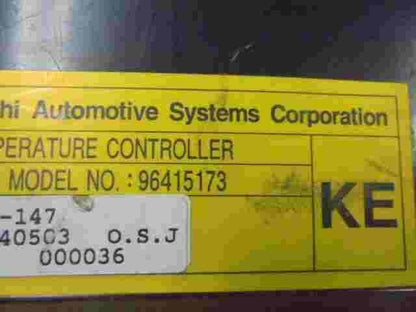 hi Automotive Systems Corporation
PERATURE CONTROLLER
MODEL NO. : 96415173
KE
-147
40503 O.S.J
000036